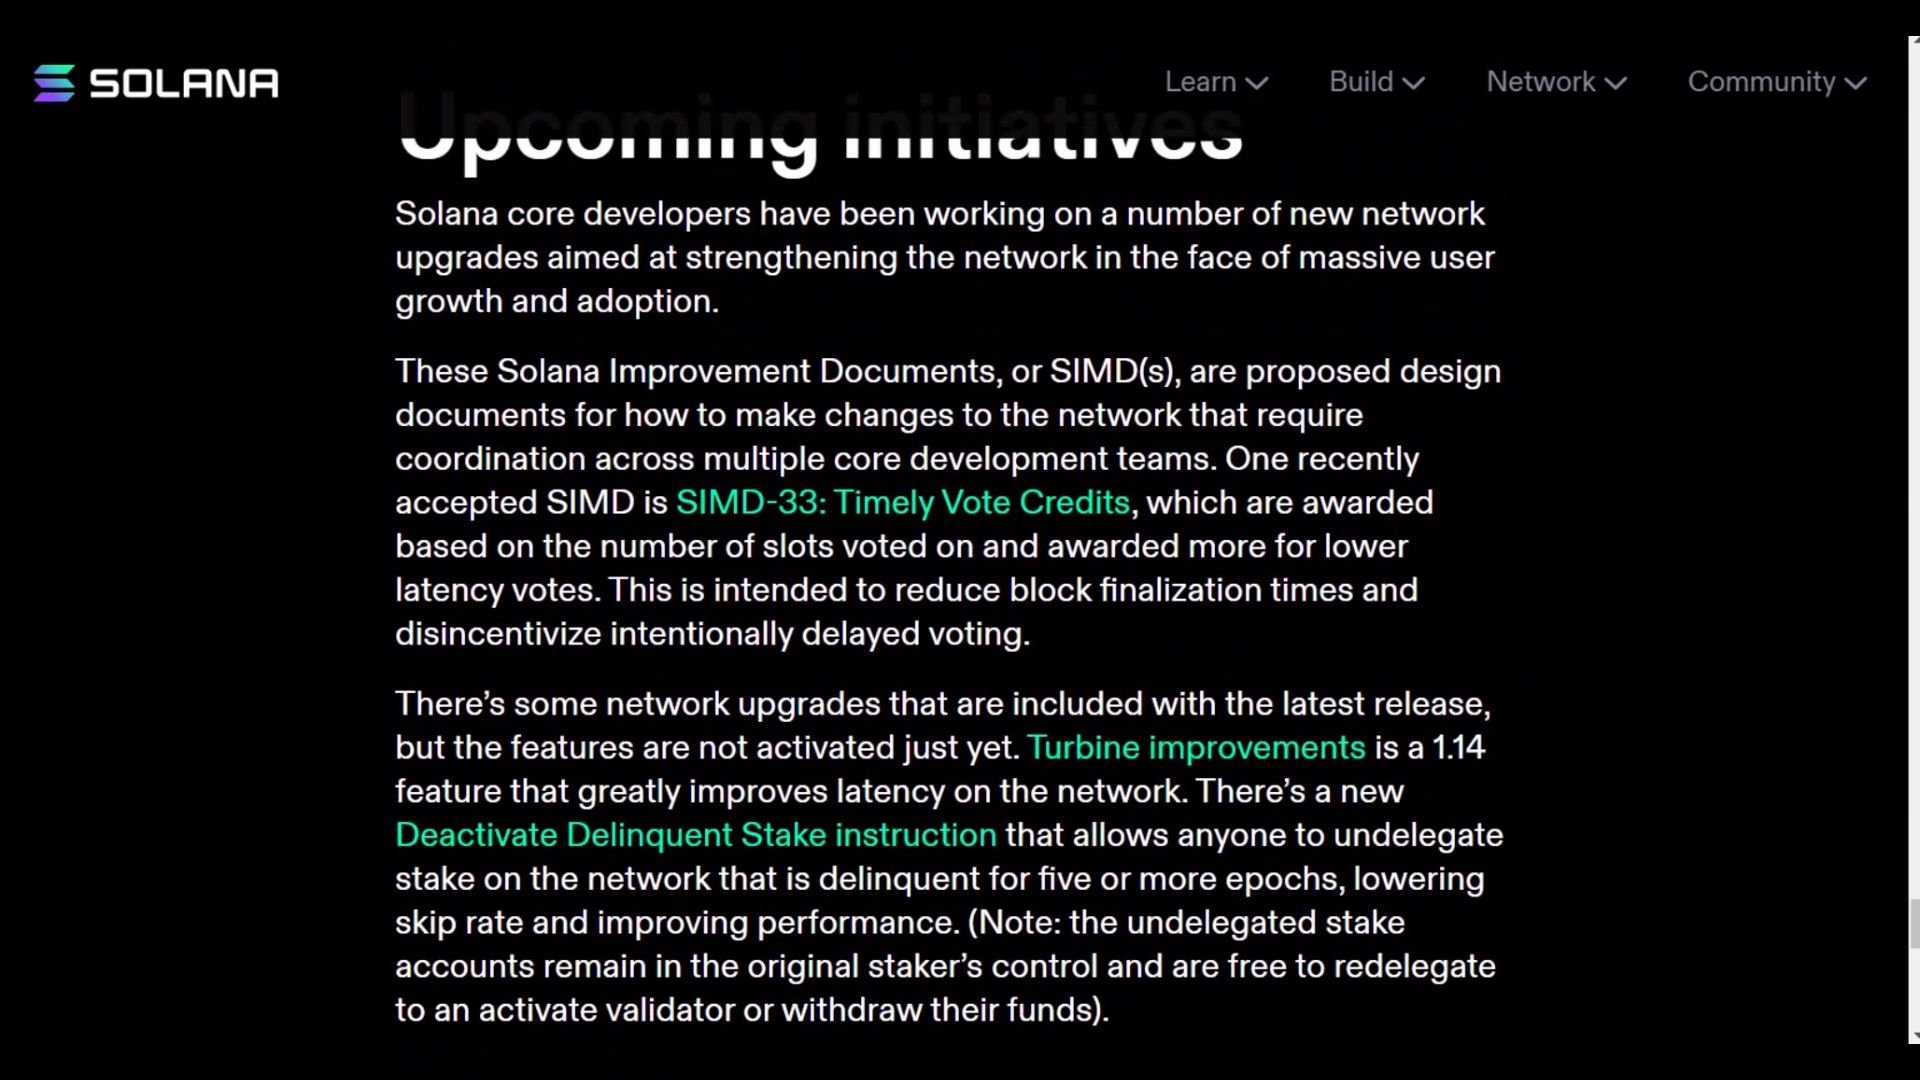 SOLANA
Learn
Build
Network
Community
Upcoming initiatives
Solana core developers have been working on a number of new network
upgrades aimed at strengthening the network in the face of massive user
growth and adoption.
These Solana Improvement Documents, or SIMD(s), are proposed design
documents for how to make changes to the network that require
coordination across multiple core development teams. One recently
accepted SIMD is SIMD-33: Timely Vote Credits, which are awarded
based on the number of slots voted on and awarded more for lower
latency votes. This is intended to reduce block finalization times and
disincentivize intentionally delayed voting.
There’s some network upgrades that are included with the latest release,
but the features are not activated just yet. Turbine improvements is a 1.14
feature that greatly improves latency on the network. There’s a new
Deactivate Delinquent Stake instruction that allows anyone to undelegate
stake on the network that is delinquent for five or more epochs, lowering
skip rate and improving performance. (Note: the undelegated stake
accounts remain in the original staker’s control and are free to redelegate
to an activate validator or withdraw their funds).